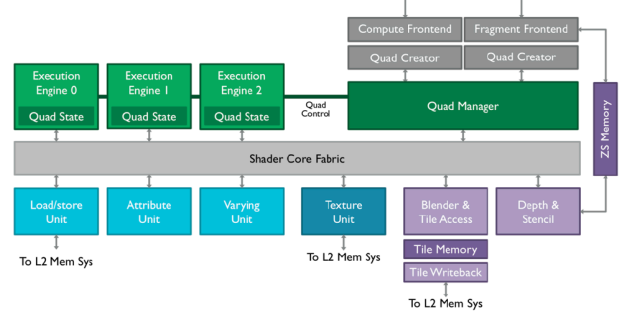 Compute Frontend
Fragment Frontend
Quad Creator
Quad Creator
Execution
Engine 0
Quad State
Execution
Engine 1
Quad State
Execution
Engine 2
Quad State
Quad
Control
Quad Manager
ZS Memory
Shader Core Fabric
Load/store
Unit
Attribute
Unit
Varying
Unit
Texture
Unit
Blender &
Tile Access
Depth &
Stencil
Tile Memory
Tile Writeback
To L2 Mem Sys
To L2 Mem Sys
To L2 Mem Sys